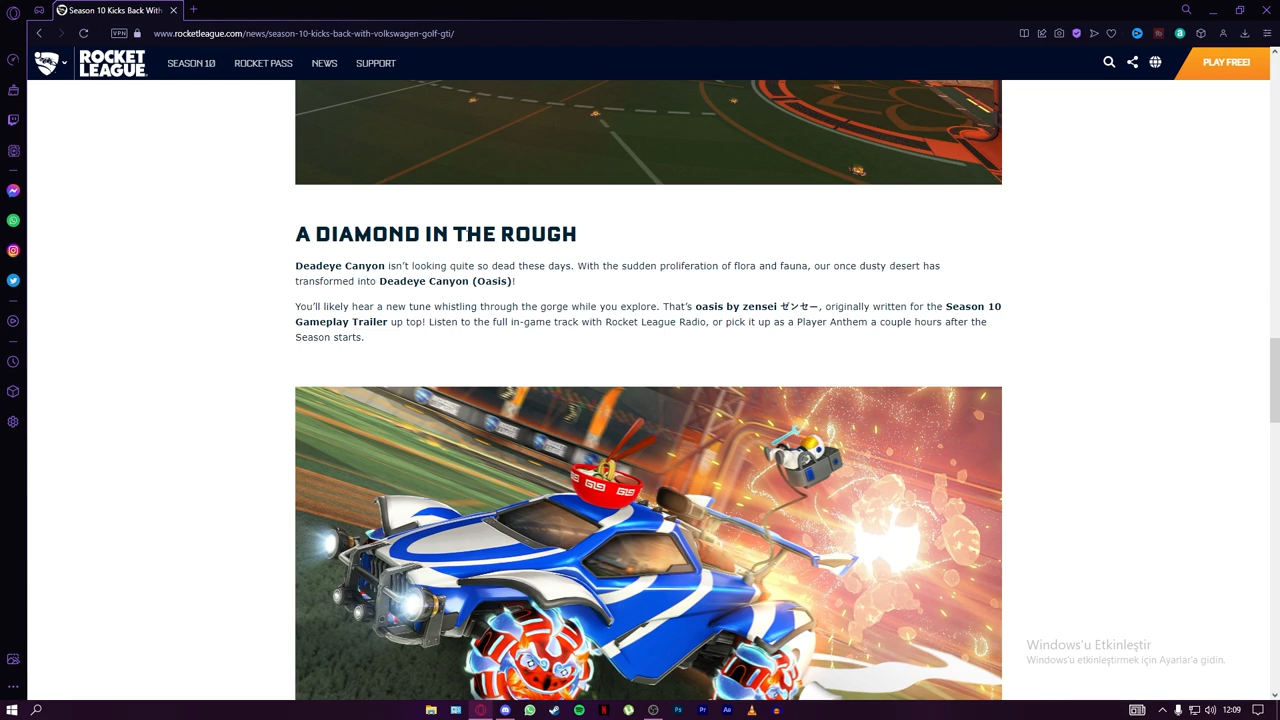 Season 10 Kicks Back With
VPN
www.rocketleague.com/news/season-10-kicks-back-with-volkswagen-golf-gti/
ROCKET LEAGUE
SEASON 10
ROCKET PASS
NEWS
SUPPORT
PLAY FREE!
A DIAMOND IN THE ROUGH
Deadeye Canyon isn't looking quite so dead these days. With the sudden proliferation of flora and fauna, our once dusty desert has
transformed into Deadeye Canyon (Oasis)!
You'll likely hear a new tune whistling through the gorge while you explore. That's oasis by zensei ゼンセー, originally written for the Season 10
Gameplay Trailer up top! Listen to the full in-game track with Rocket League Radio, or pick it up as a Player Anthem a couple hours after the
Season starts.
Windows'u Etkinleştir
Windows'u etkinleştirmek için Ayarlar'a gidin.
12:09